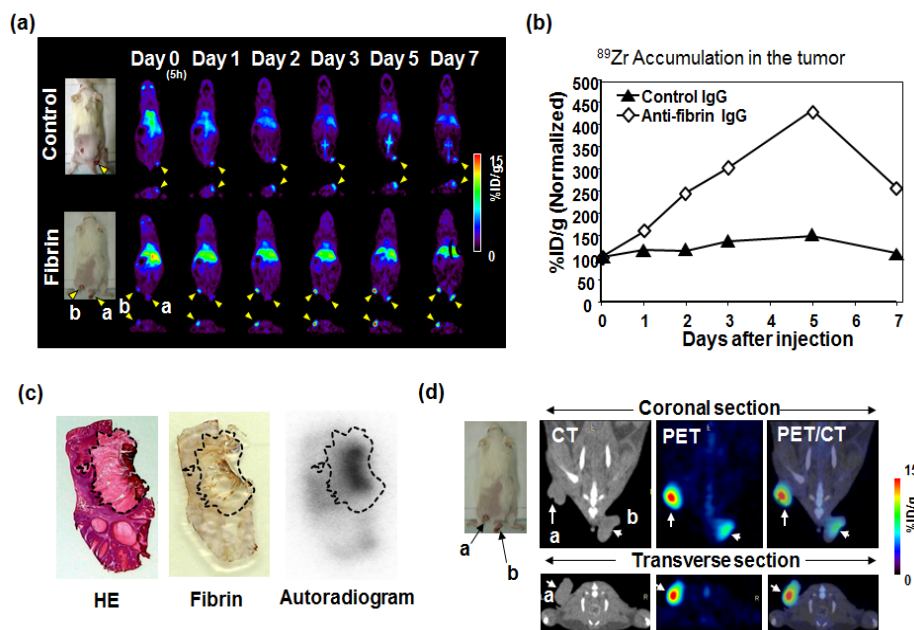 (a)
Day 0 Day 1 Day 2 Day 3 Day 5 Day 7
(5h)
Control
Fibrin
b a
b a
15
%ID/g
0
(b)
⁸⁹Zr Accumulation in the tumor
%ID/g (Normalized)
500
450
400
350
300
250
200
150
100
50
0
Control IgG
Anti-fibrin IgG
0 1 2 3 4 5 6 7
Days after injection
(c)
HE Fibrin Autoradiogram
(d)
Coronal section
CT PET PET/CT
a b
a
b
Transverse section
a
R R
15
%ID/g
0